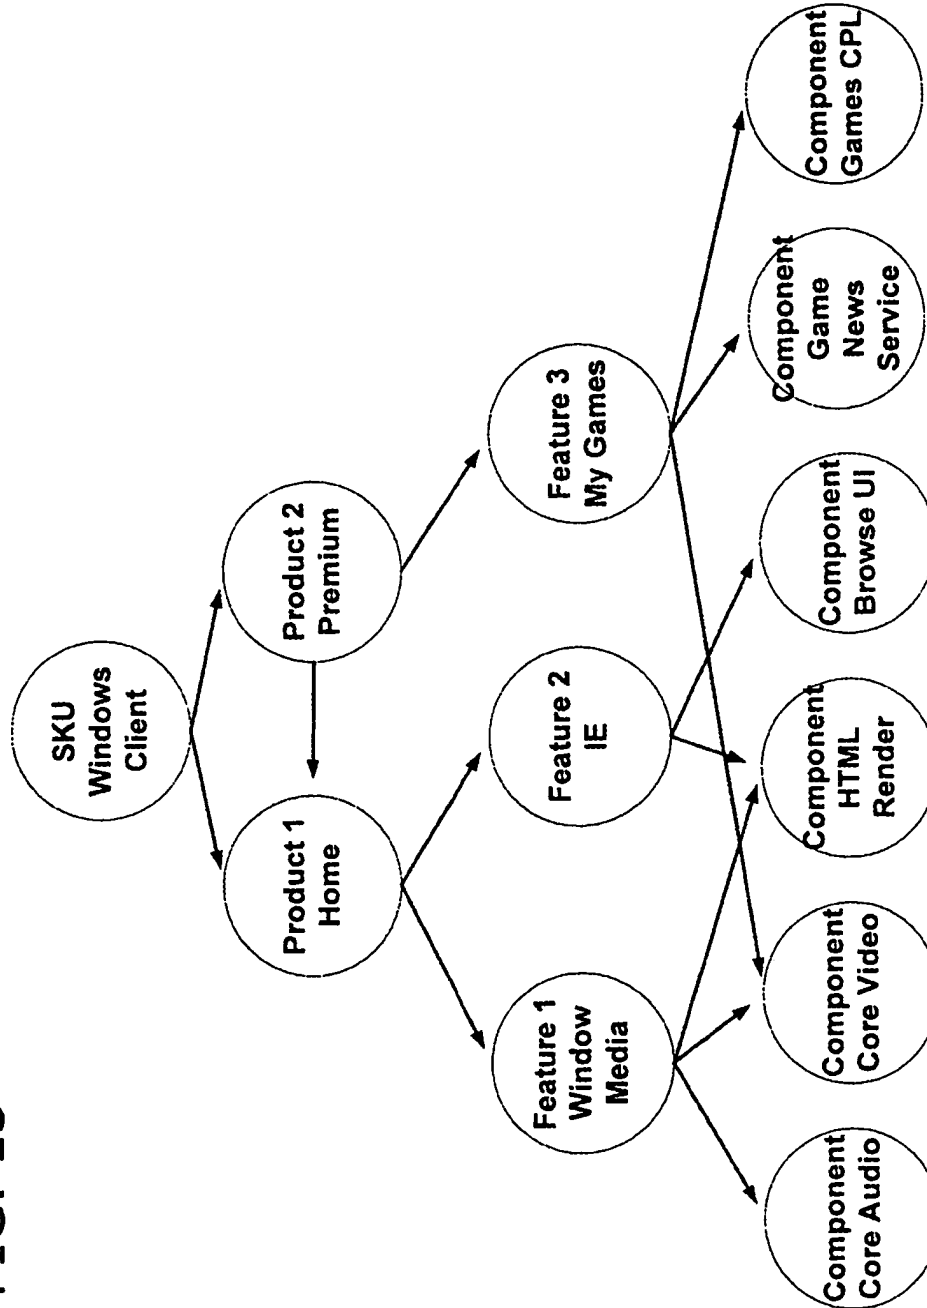 SKU
Windows
Client
Product 1
Home
Product 2
Premium
Feature 1
Window
Media
Feature 2
IE
Feature 3
My Games
Component
Core Audio
Component
Core Video
Component
HTML
Render
Component
Browse UI
Component
Game
News
Service
Component
Games CPL